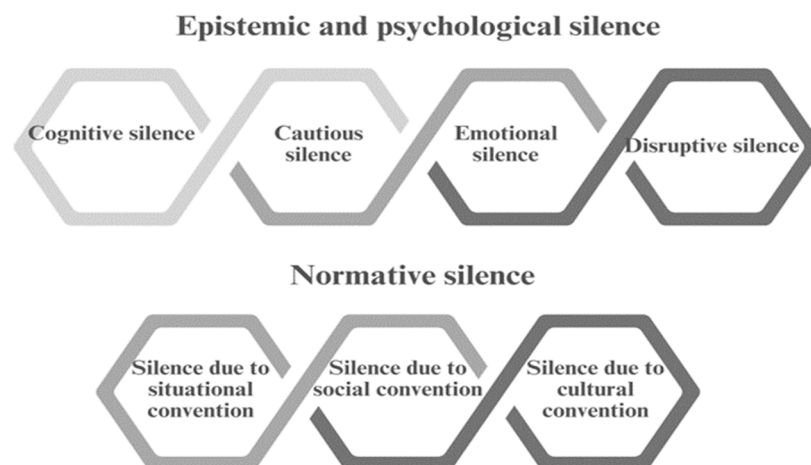 Epistemic and psychological silence
Cognitive silence
Cautious
silence
Emotional
silence
Disruptive silence
Normative silence
Silence due to
situational
convention
Silence due to
social convention
Silence due to
cultural
convention